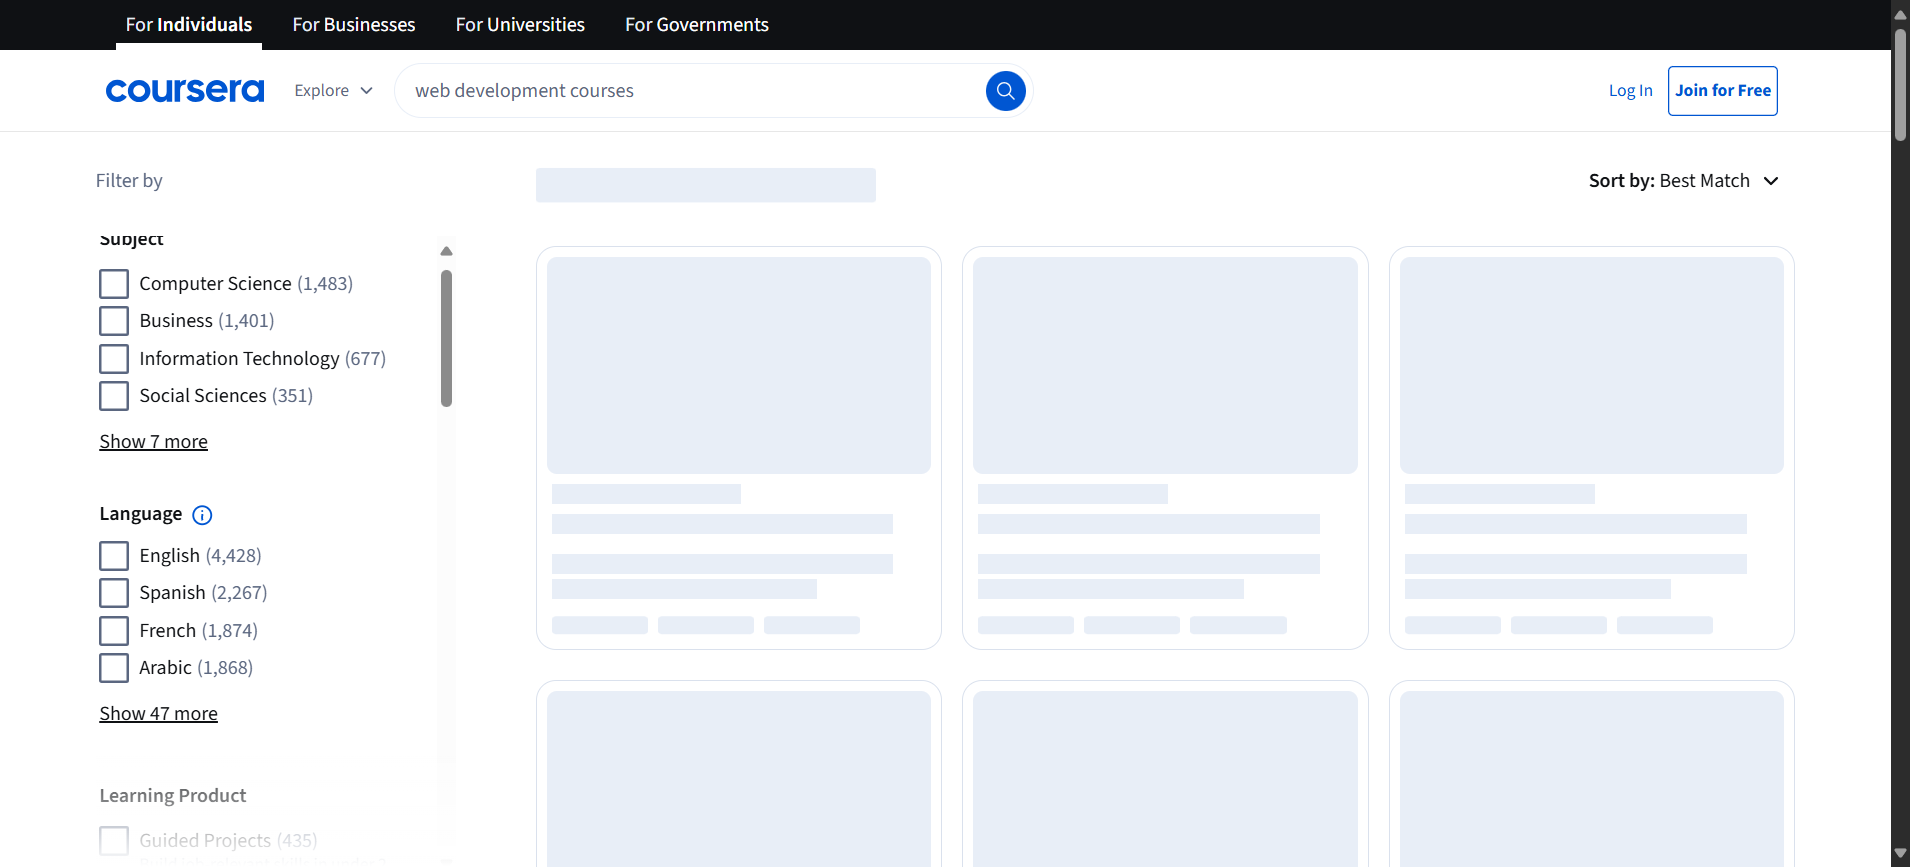 For Individuals For Businesses For Universities For Governments
coursera Explore web development courses Log In Join for Free
Filter by
Sort by: Best Match
Subject
Computer Science (1,483)
Business (1,401)
Information Technology (677)
Social Sciences (351)
Show 7 more
Language
English (4,428)
Spanish (2,267)
French (1,874)
Arabic (1,868)
Show 47 more
Learning Product
Guided Projects (435)